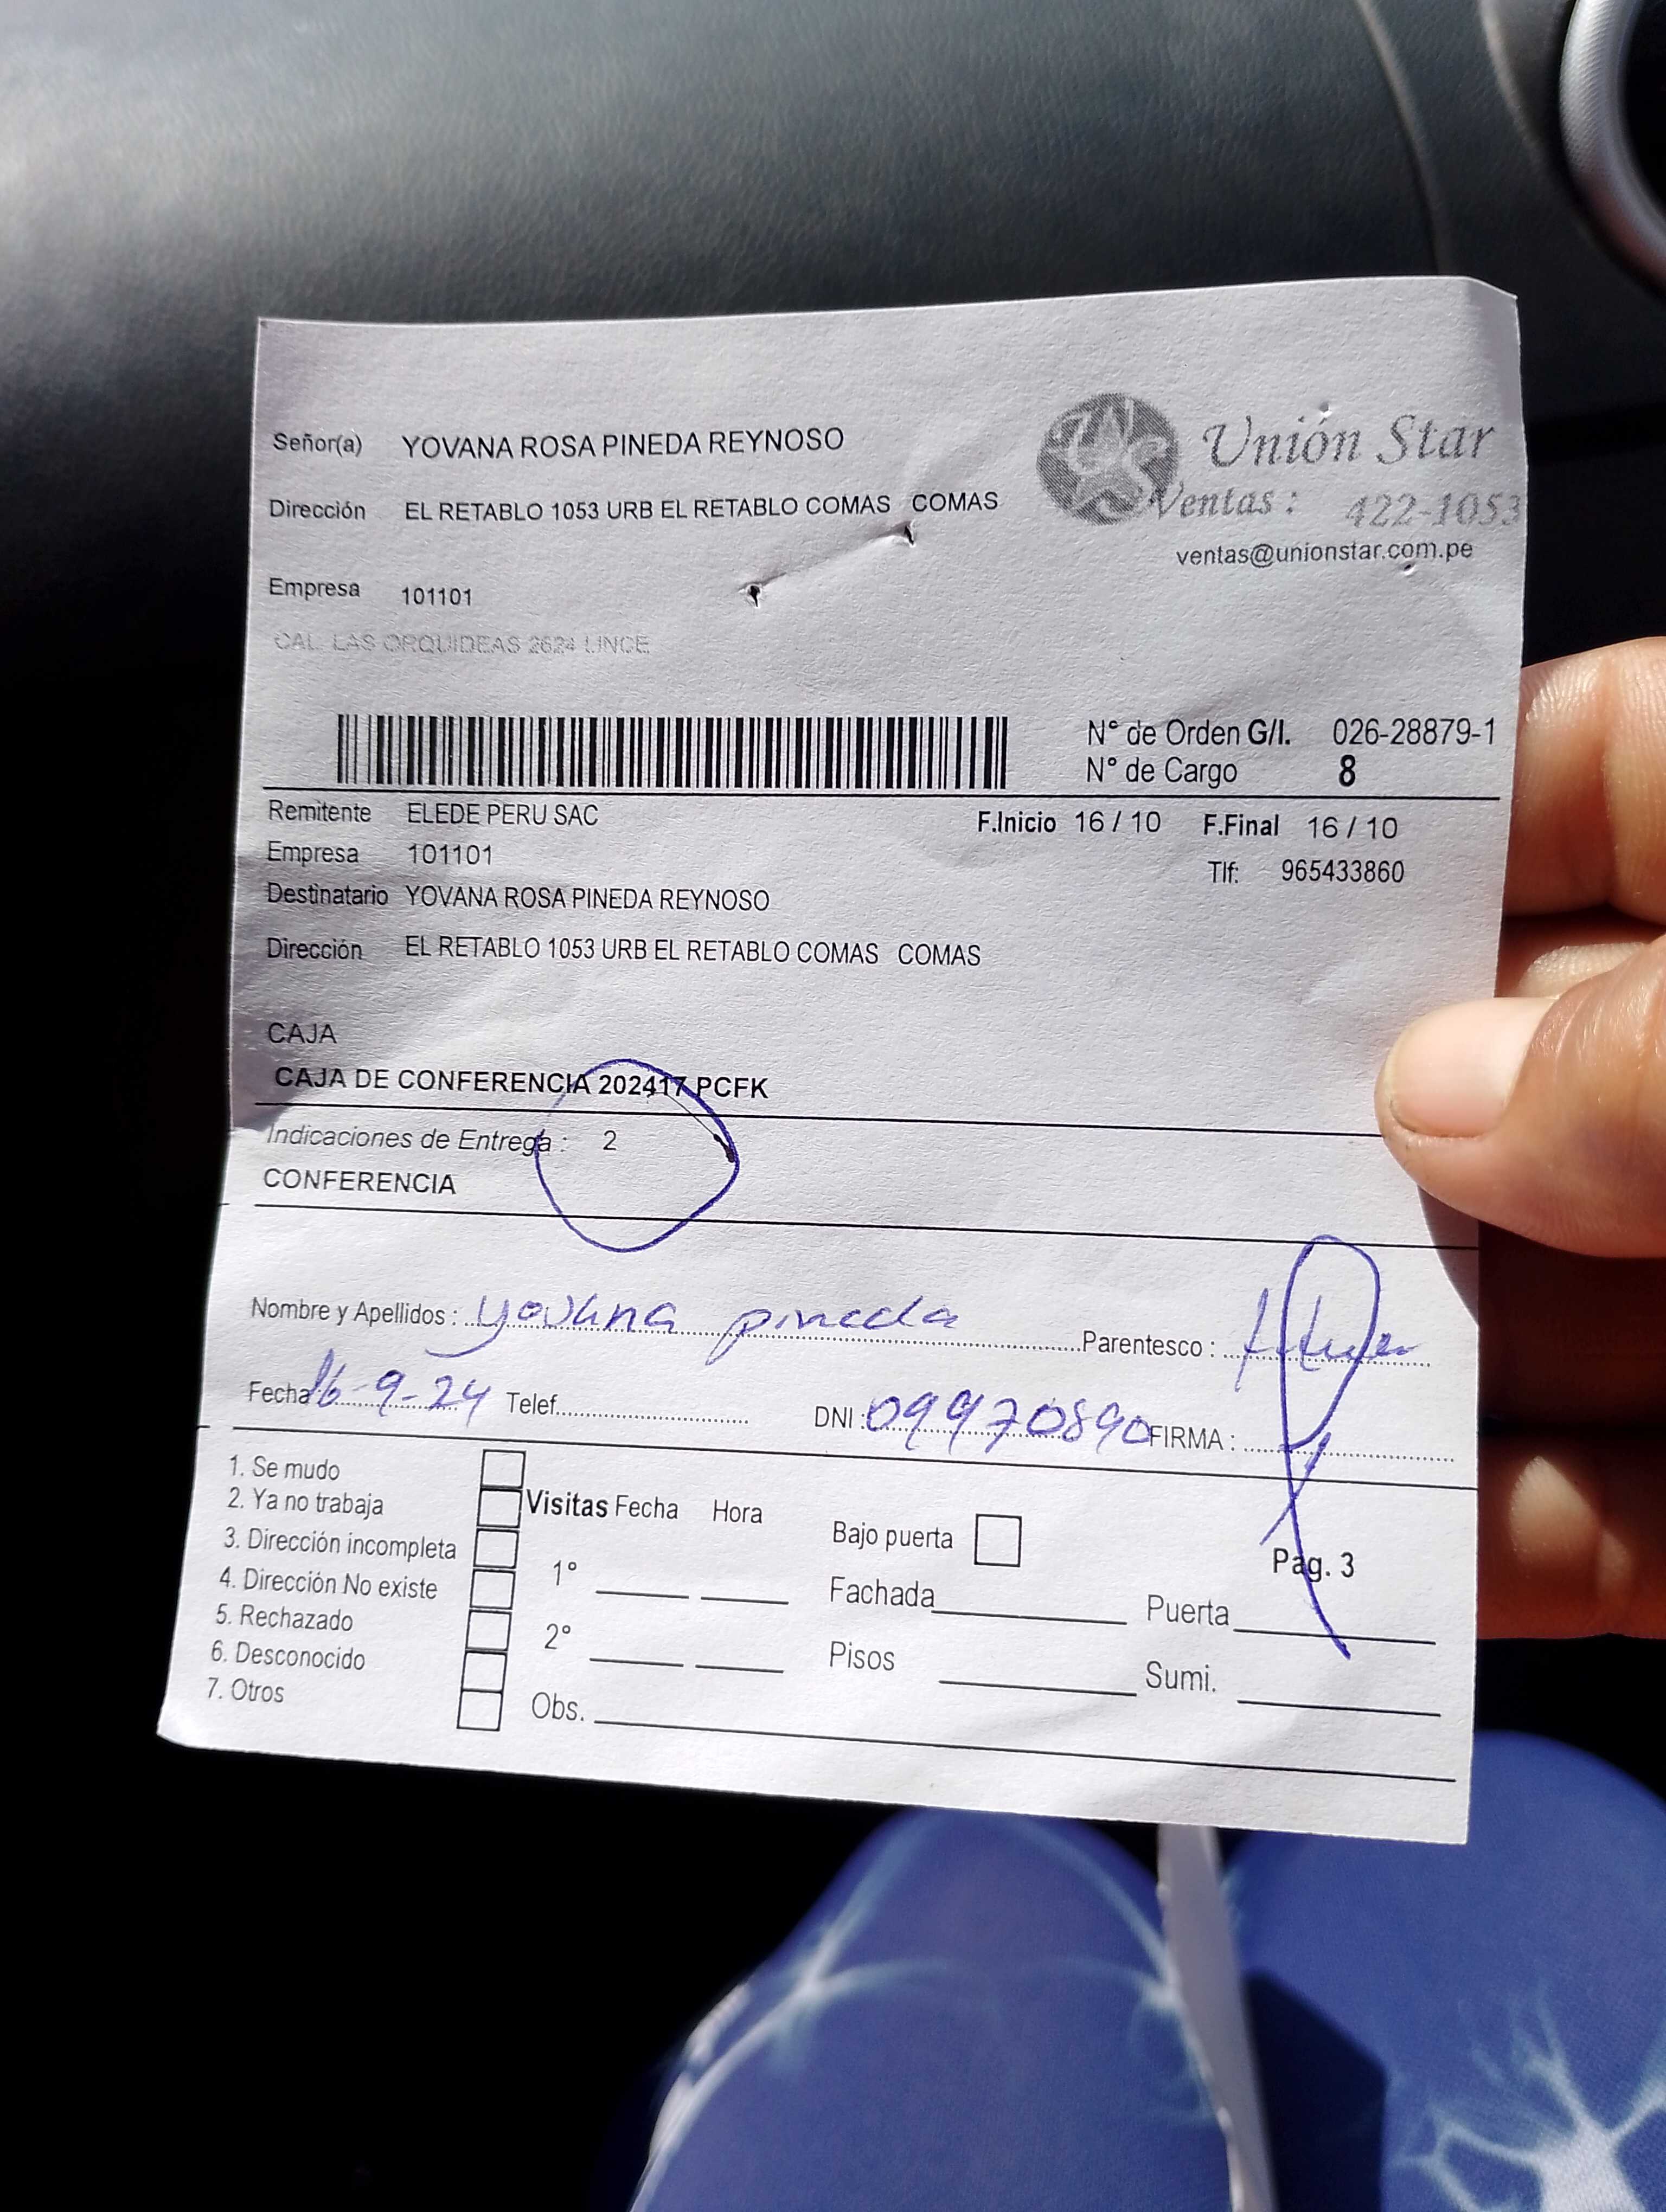 Señor(a) YOVANA ROSA PINEDA REYNOSO
Unión Star
Dirección EL RETABLO 1053 URB EL RETABLO COMAS COMAS
Ventas : 422-1053
ventas@unionstar.com.pe
Empresa 101101
CAL. LAS ORQUIDEAS 2624 LINCE
N° de Orden G/I. 026-28879-1
N° de Cargo 8
Remitente ELEDE PERU SAC
F.Inicio 16 / 10 F.Final 16 / 10
Empresa 101101
Tlf: 965433860
Destinatario YOVANA ROSA PINEDA REYNOSO
Dirección EL RETABLO 1053 URB EL RETABLO COMAS COMAS
CAJA
CAJA DE CONFERENCIA 202417 PCFK
Indicaciones de Entrega : 2
CONFERENCIA
Nombre y Apellidos : yovana pineda Parentesco :
Fecha 16-9-24 Telef. DNI : 09970890 FIRMA :
1. Se mudo
2. Ya no trabaja
3. Dirección incompleta
4. Dirección No existe
5. Rechazado
6. Desconocido
7. Otros
Visitas Fecha Hora
1°
2°
Obs.
Bajo puerta
Fachada
Pisos
Pag. 3
Puerta
Sumi.